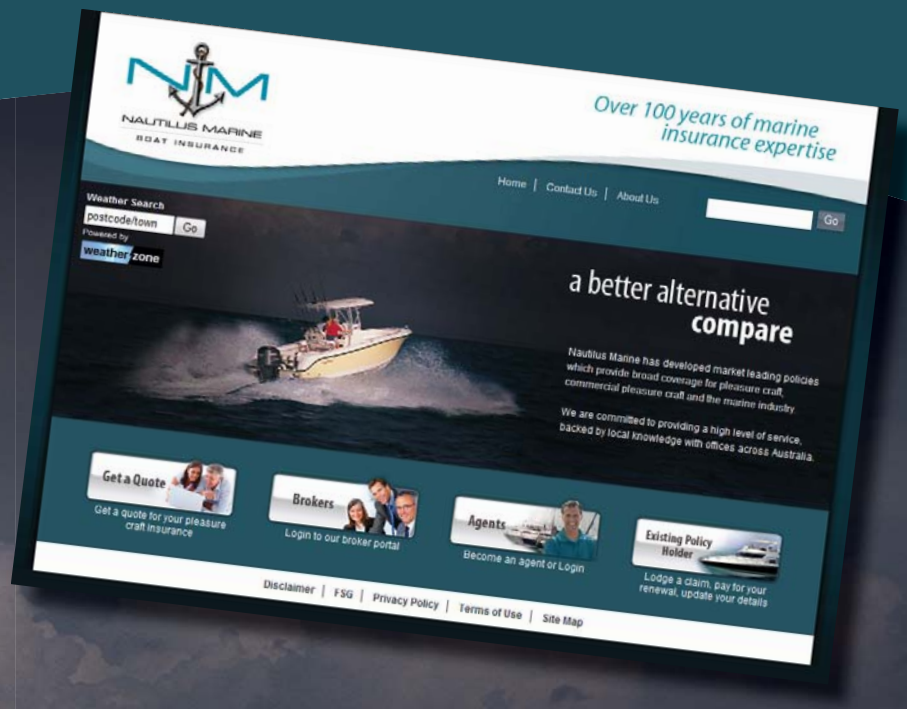 NM
NAUTILUS MARINE
BOAT INSURANCE
Over 100 years of marine
insurance expertise
Home | Contact Us | About Us
Go
Weather Search
postcode/town Go
Powered by
weather zone
a better alternative
compare
Nautilus Marine has developed market leading policies
which provide broad coverage for pleasure craft,
commercial pleasure craft and the marine industry.
We are committed to providing a high level of service,
backed by local knowledge with offices across Australia.
Get a Quote
Get a quote for your pleasure
craft insurance
Brokers
Login to our broker portal
Agents
Become an agent or Login
Existing Policy
Holder
Lodge a claim, pay for your
renewal, update your details
Disclaimer | FSG | Privacy Policy | Terms of Use | Site Map